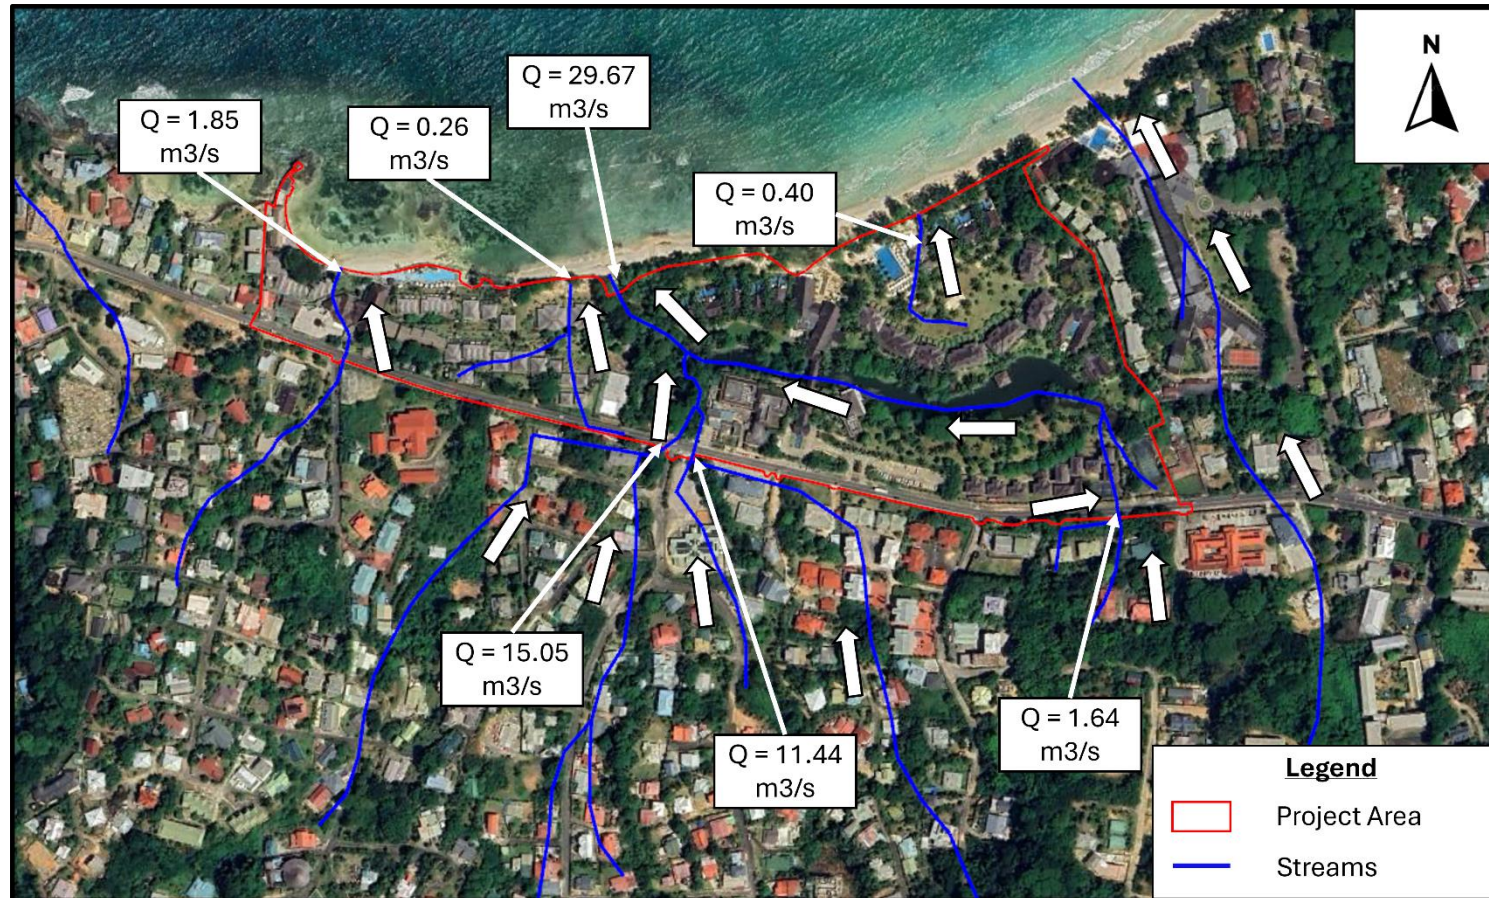 N
Q = 29.67
m3/s
Q = 1.85
m3/s
Q = 0.26
m3/s
Q = 0.40
m3/s
Q = 15.05
m3/s
Q = 11.44
m3/s
Q = 1.64
m3/s
Legend
Project Area
Streams